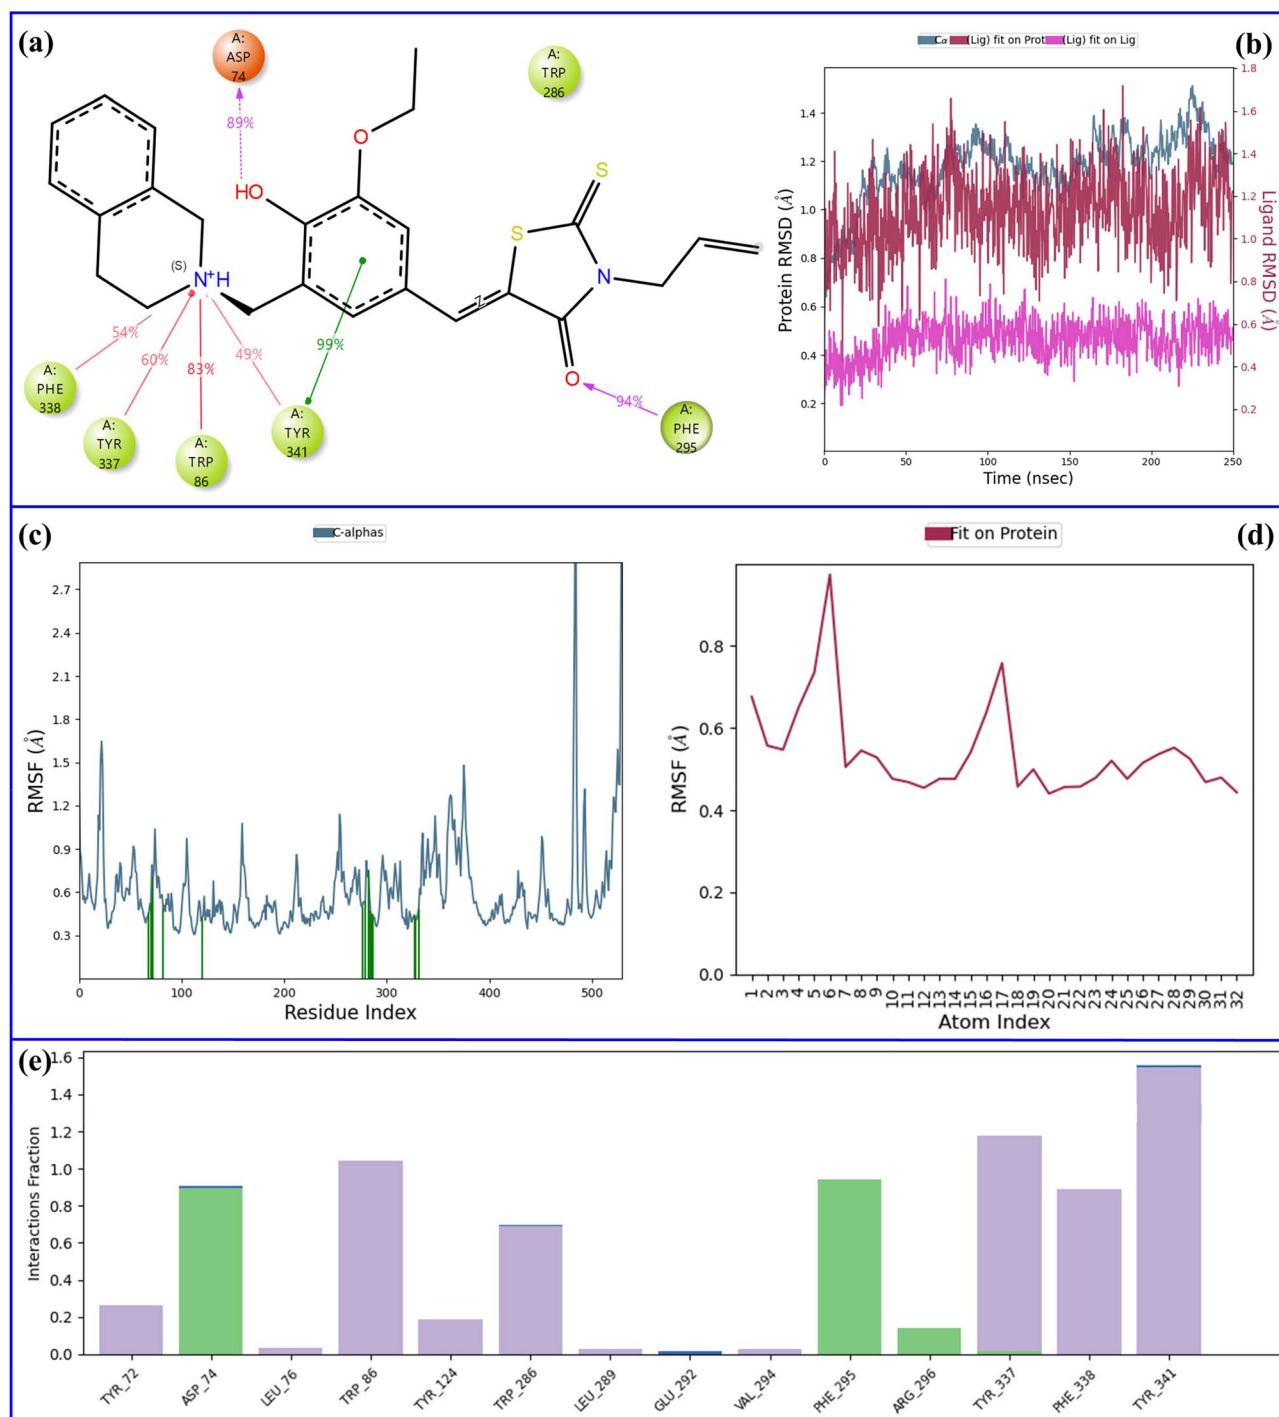 (a)
A:
ASP
74
A:
TRP
286
89%
HO
O
S
S
(S)
N+H
N
Z
O
54%
60%
83%
49%
99%
94%
A:
PHE
338
A:
TYR
337
A:
TRP
86
A:
TYR
341
A:
PHE
295
(b)
Cα (Lig) fit on Prot (Lig) fit on Lig
Protein RMSD (Å)
1.4
1.2
1.0
0.8
0.6
0.4
0.2
1.8
1.6
1.4
1.2
1.0
0.8
0.6
0.4
0.2
Ligand RMSD (Å)
0 50 100 150 200 250
Time (nsec)
(c)
C-alphas
RMSF (Å)
2.7
2.4
2.1
1.8
1.5
1.2
0.9
0.6
0.3
0 100 200 300 400 500
Residue Index
(d)
Fit on Protein
RMSF (Å)
0.8
0.6
0.4
0.2
0.0
1 2 3 4 5 6 7 8 9 10 11 12 13 14 15 16 17 18 19 20 21 22 23 24 25 26 27 28 29 30 31 32
Atom Index
(e)
Interactions Fraction
1.6
1.4
1.2
1.0
0.8
0.6
0.4
0.2
0.0
TYR_72 ASP_74 LEU_76 TRP_86 TYR_124 TRP_286 LEU_289 GLU_292 VAL_294 PHE_295 ARG_296 TYR_337 PHE_338 TYR_341